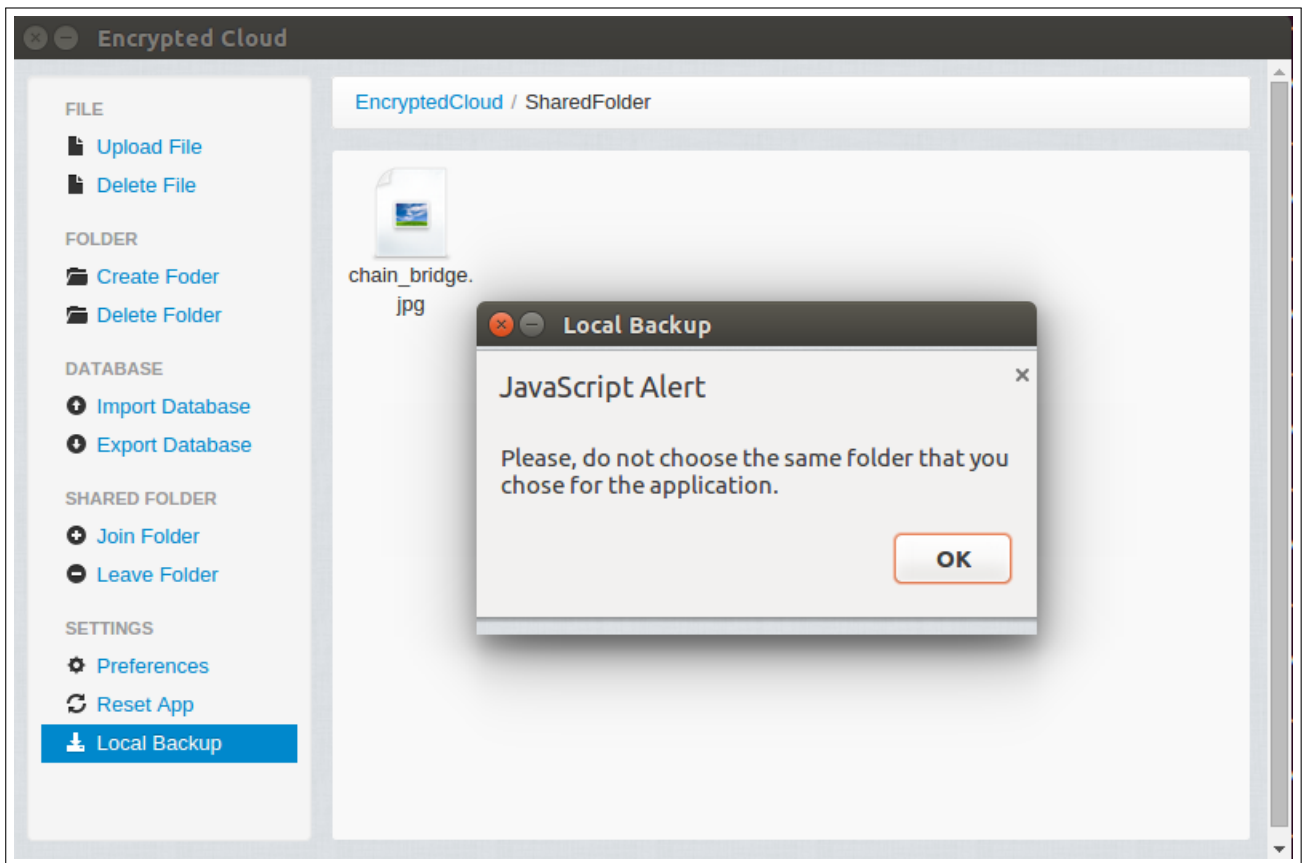 Encrypted Cloud
FILE
Upload File
Delete File
FOLDER
Create Foder
Delete Folder
DATABASE
Import Database
Export Database
SHARED FOLDER
Join Folder
Leave Folder
SETTINGS
Preferences
Reset App
Local Backup
EncryptedCloud / SharedFolder
chain_bridge.
jpg
Local Backup
JavaScript Alert
Please, do not choose the same folder that you
chose for the application.
OK